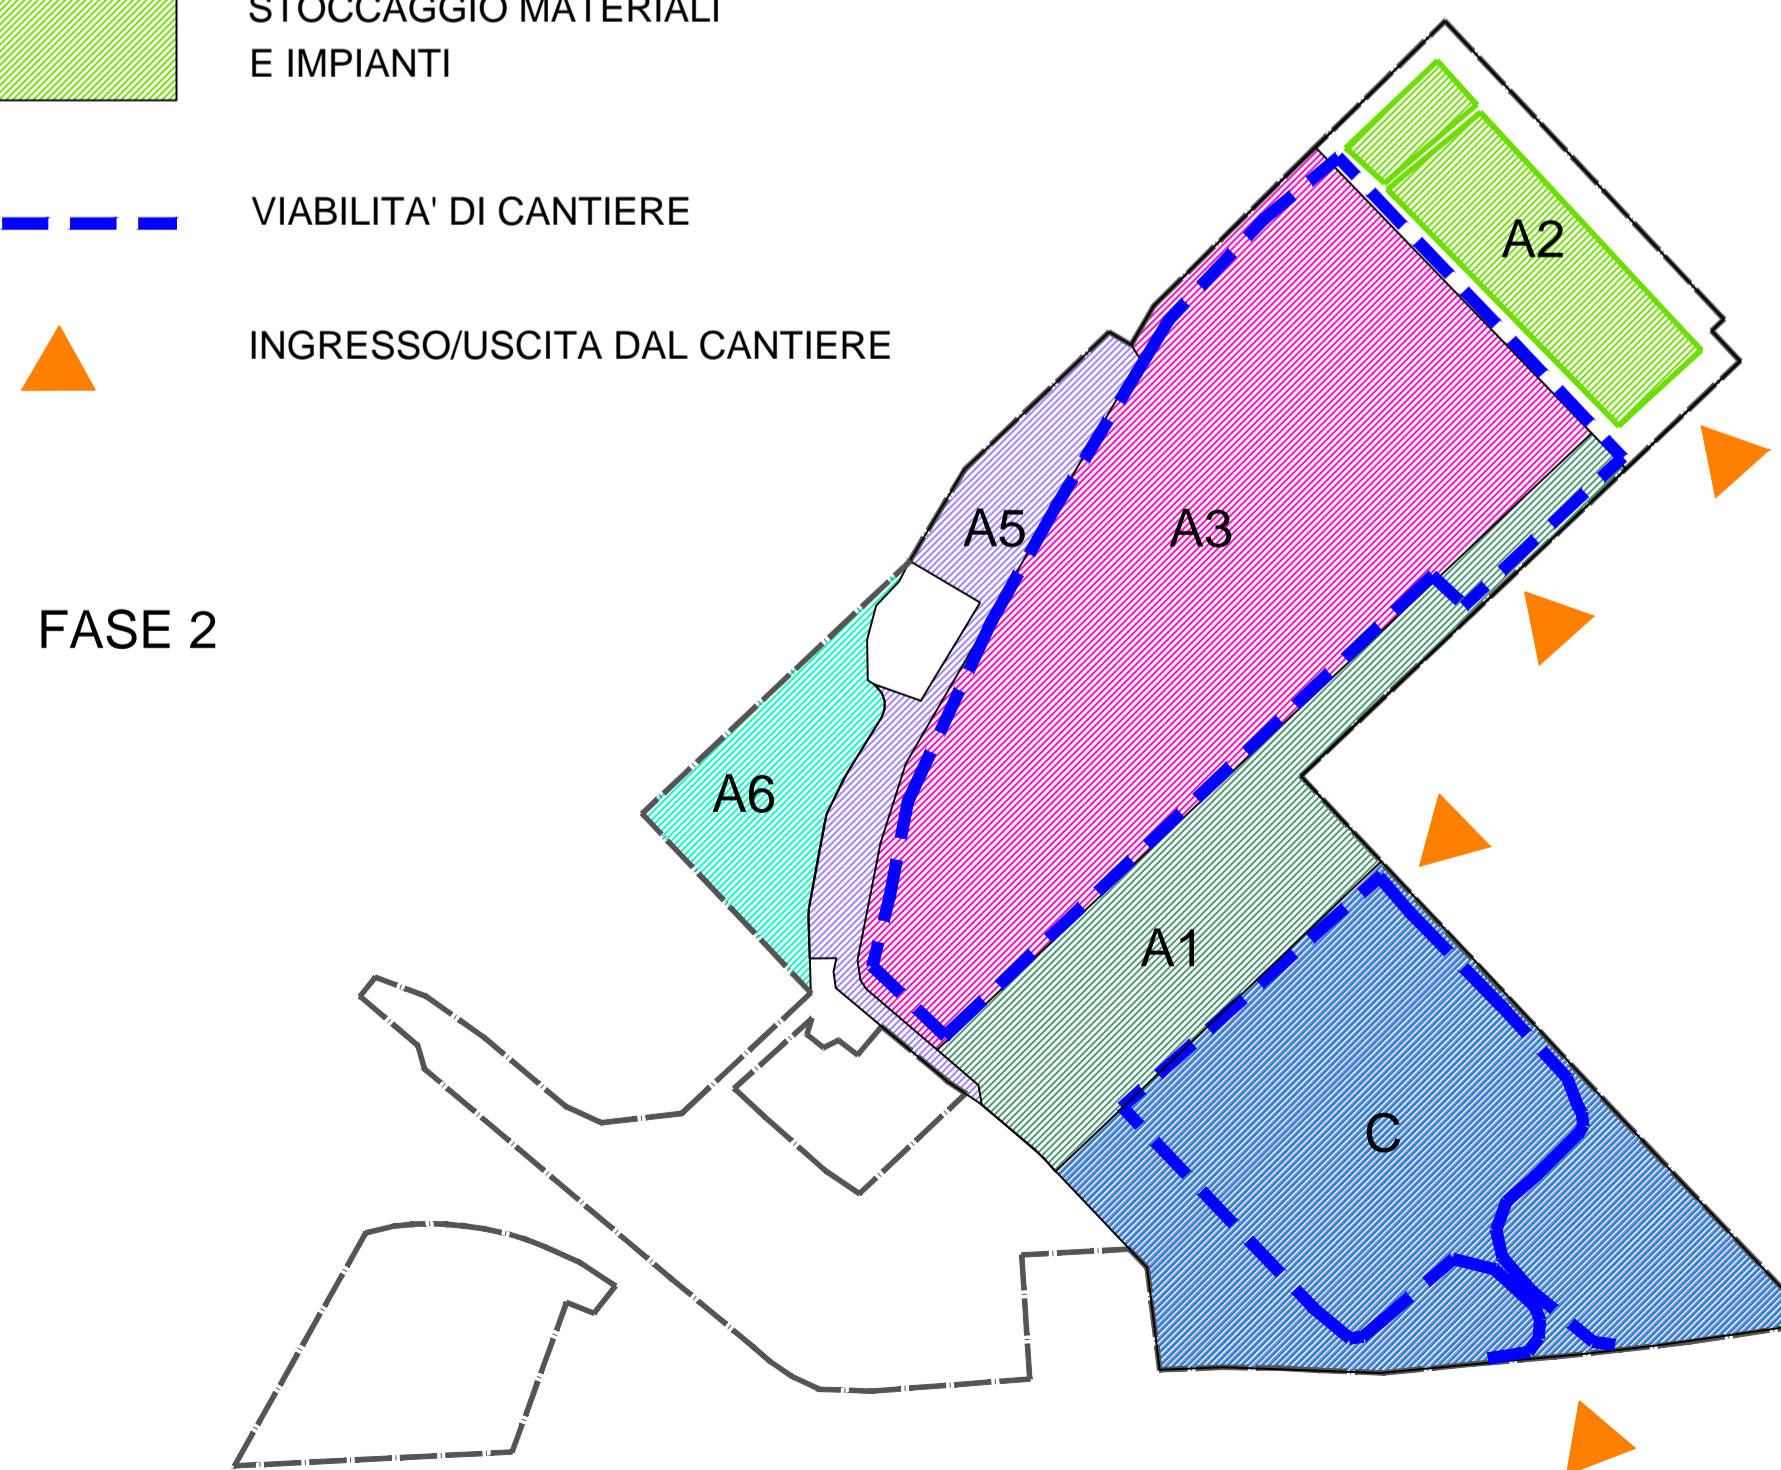 STOCCAGGIO MATERIALI
E IMPIANTI
VIABILITA' DI CANTIERE
INGRESSO/USCITA DAL CANTIERE
FASE 2
A2
A5
A3
A6
A1
C